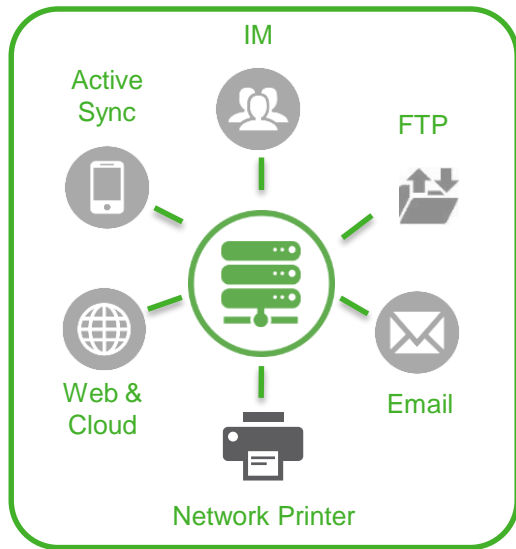 IM
Active
Sync
FTP
Web &
Cloud
Email
Network Printer